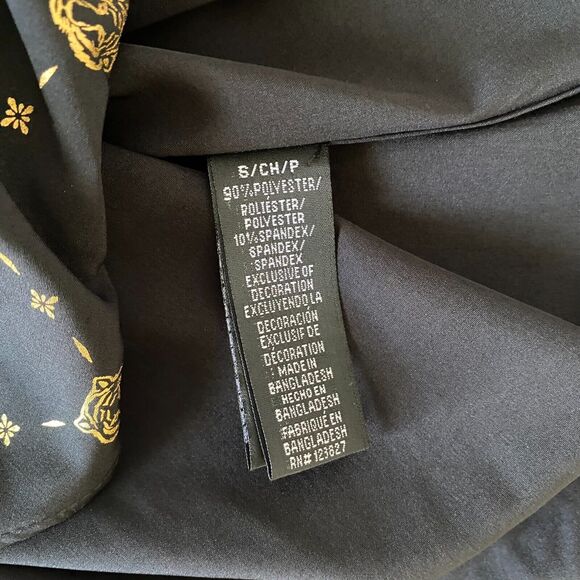 S/CH/P
90%POLYESTER/
POLIÉSTER/
POLYESTER
10%SPANDEX/
SPANDEX/
SPANDEX
EXCLUSIVE OF
DECORATION
EXCLUYENDO LA
DECORACIÓN
EXCLUSIF DE
DÉCORATION
MADE IN
BANGLADESH
HECHO EN
BANGLADESH
FABRIQUÉ EN
BANGLADESH
RN# 123627